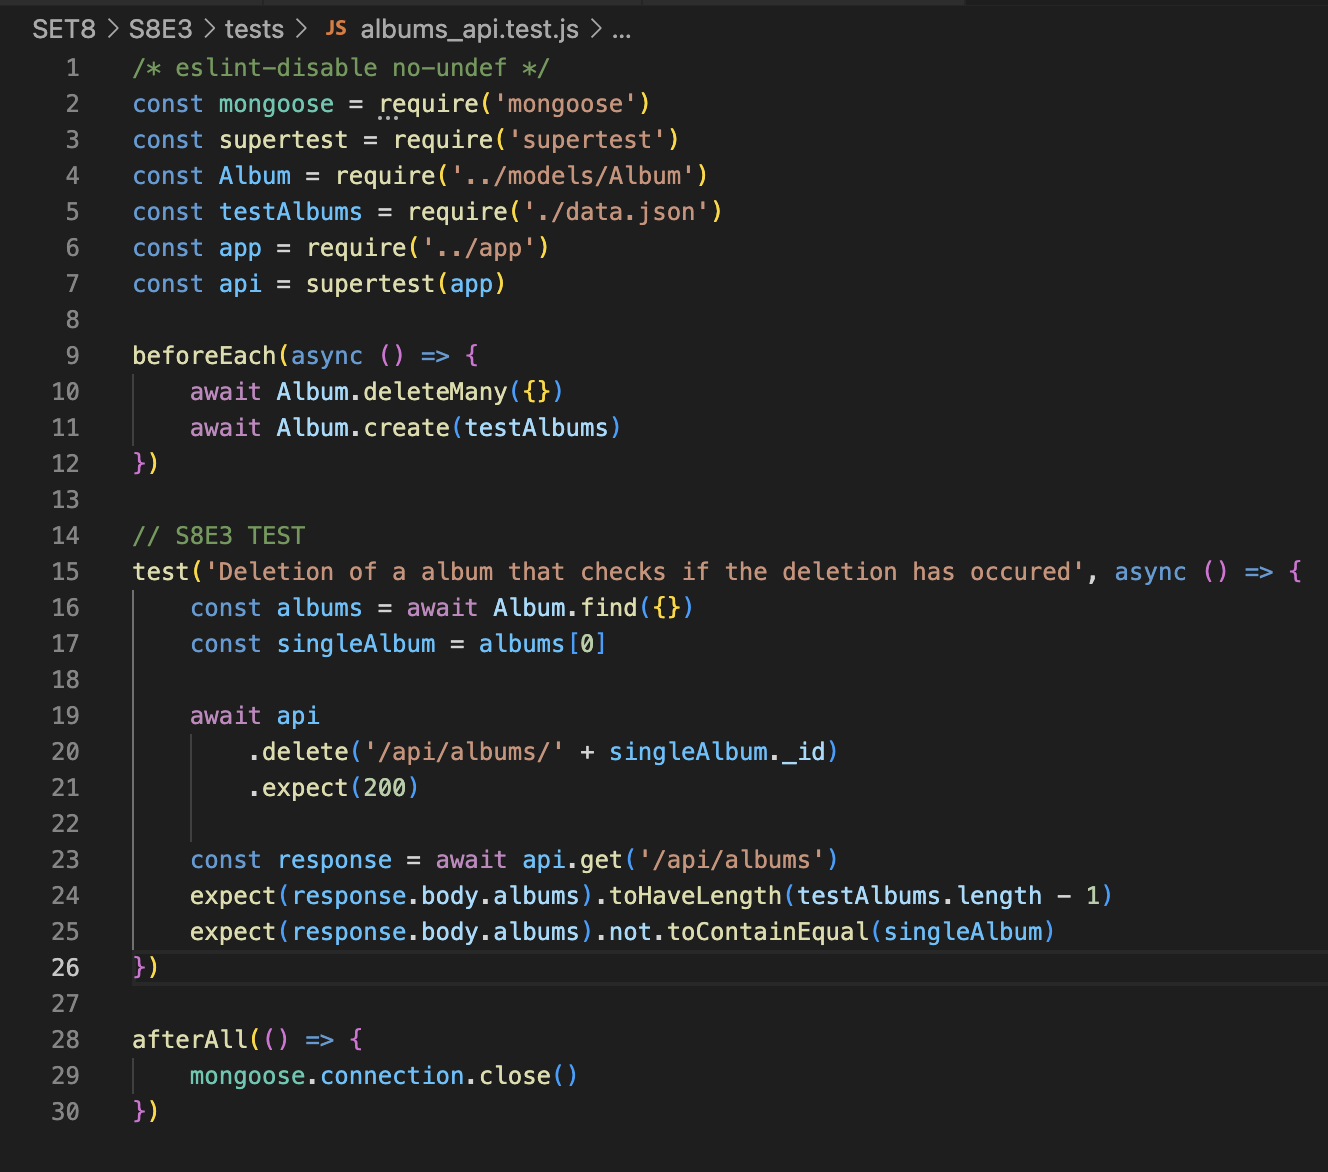 SET8 > S8E3 > tests > JS albums_api.test.js > ...
1 /* eslint-disable no-undef */
2 const mongoose = require('mongoose')
3 const supertest = require('supertest')
4 const Album = require('../models/Album')
5 const testAlbums = require('./data.json')
6 const app = require('../app')
7 const api = supertest(app)
8
9 beforeEach(async () => {
10     await Album.deleteMany({})
11     await Album.create(testAlbums)
12 })
13
14 // S8E3 TEST
15 test('Deletion of a album that checks if the deletion has occured', async () => {
16     const albums = await Album.find({})
17     const singleAlbum = albums[0]
18
19     await api
20         .delete('/api/albums/' + singleAlbum._id)
21         .expect(200)
22
23     const response = await api.get('/api/albums')
24     expect(response.body.albums).toHaveLength(testAlbums.length - 1)
25     expect(response.body.albums).not.toContainEqual(singleAlbum)
26 })
27
28 afterAll(() => {
29     mongoose.connection.close()
30 })